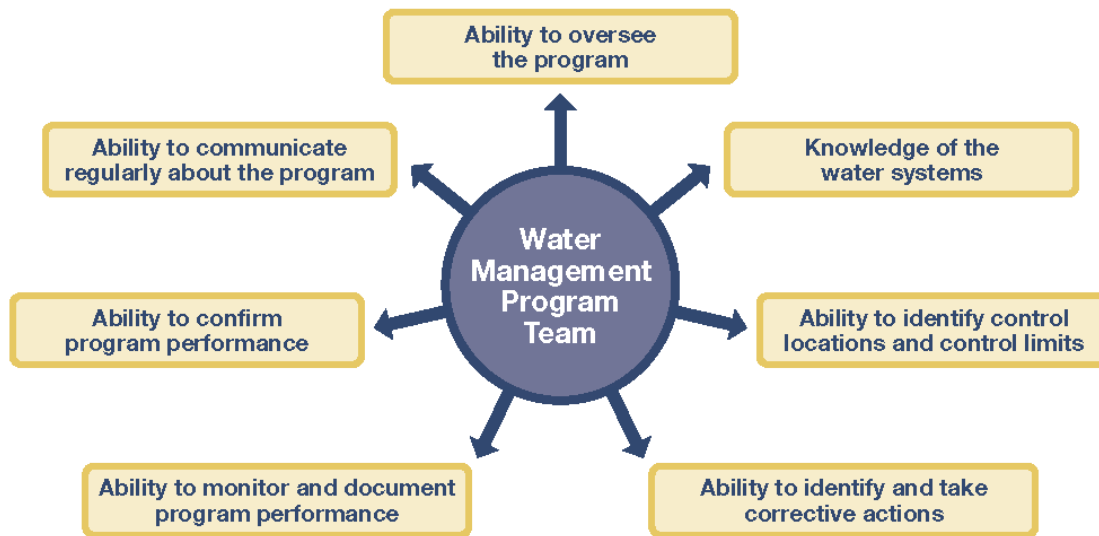 Ability to oversee
the program
Ability to communicate
regularly about the program
Knowledge of the
water systems
Water
Management
Program
Team
Ability to confirm
program performance
Ability to identify control
locations and control limits
Ability to monitor and document
program performance
Ability to identify and take
corrective actions